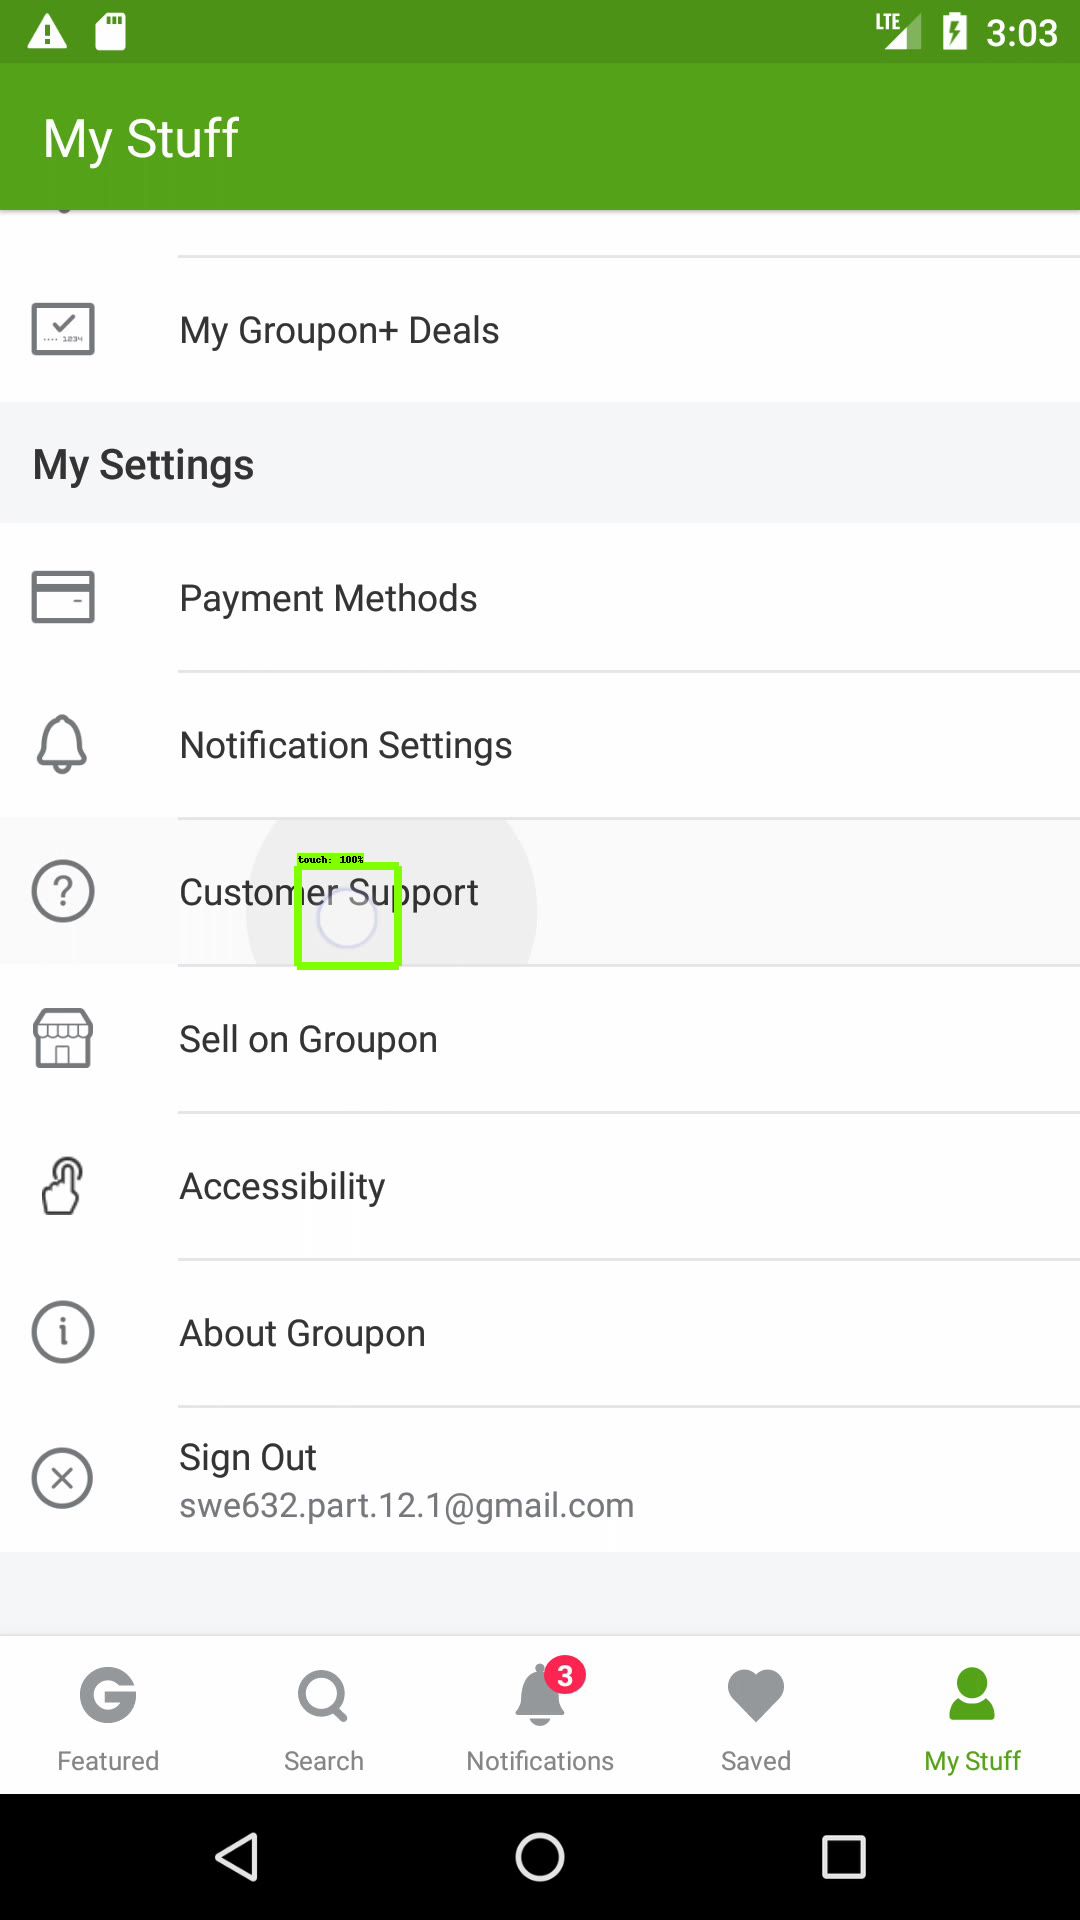 LTE 3:03
My Stuff
1234
My Groupon+ Deals
My Settings
Payment Methods
Notification Settings
touch: 100%
Customer Support
Sell on Groupon
Accessibility
About Groupon
Sign Out
swe632.part.12.1@gmail.com
3
Featured Search Notifications Saved My Stuff